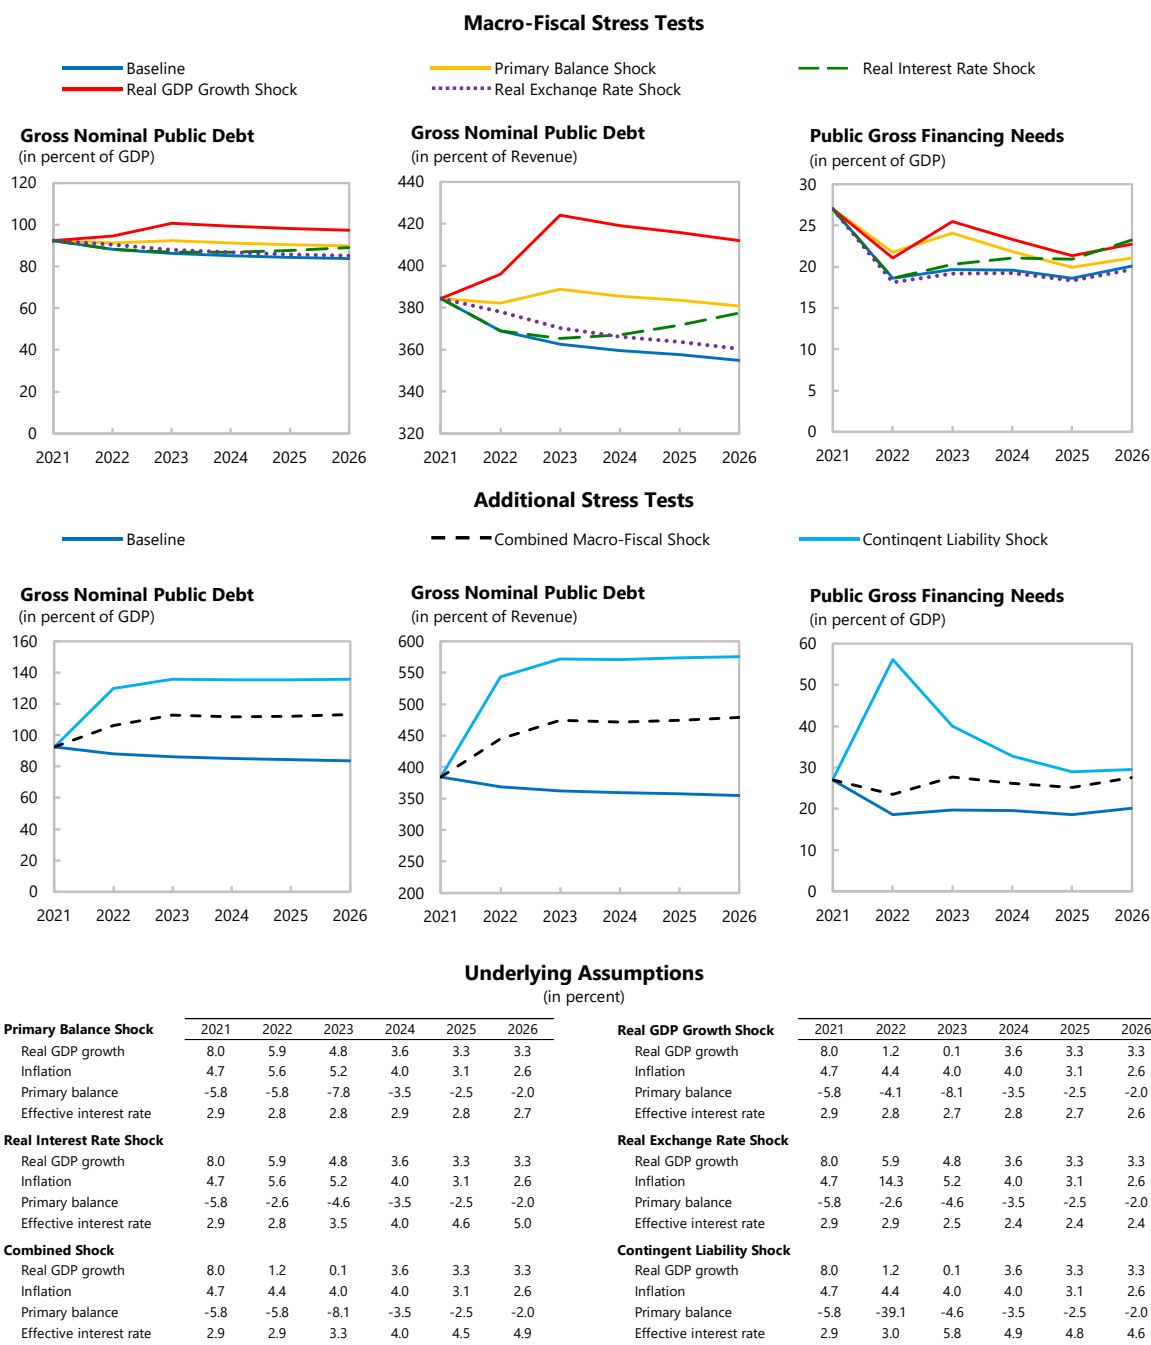 Macro-Fiscal Stress Tests
Baseline
Primary Balance Shock
Real Interest Rate Shock
Real GDP Growth Shock
Real Exchange Rate Shock
Gross Nominal Public Debt
(in percent of GDP)
120
100
80
60
40
20
0
2021 2022 2023 2024 2025 2026
Gross Nominal Public Debt
(in percent of Revenue)
440
420
400
380
360
340
320
2021 2022 2023 2024 2025 2026
Public Gross Financing Needs
(in percent of GDP)
30
25
20
15
10
5
0
2021 2022 2023 2024 2025 2026
Additional Stress Tests
Baseline
Combined Macro-Fiscal Shock
Contingent Liability Shock
Gross Nominal Public Debt
(in percent of GDP)
160
140
120
100
80
60
40
20
0
2021 2022 2023 2024 2025 2026
Gross Nominal Public Debt
(in percent of Revenue)
600
550
500
450
400
350
300
250
200
2021 2022 2023 2024 2025 2026
Public Gross Financing Needs
(in percent of GDP)
60
50
40
30
20
10
0
2021 2022 2023 2024 2025 2026
Underlying Assumptions
(in percent)
Primary Balance Shock 2021 2022 2023 2024 2025 2026
Real GDP growth 8.0 5.9 4.8 3.6 3.3 3.3
Inflation 4.7 5.6 5.2 4.0 3.1 2.6
Primary balance -5.8 -5.8 -7.8 -3.5 -2.5 -2.0
Effective interest rate 2.9 2.8 2.8 2.9 2.8 2.7
Real Interest Rate Shock
Real GDP growth 8.0 5.9 4.8 3.6 3.3 3.3
Inflation 4.7 5.6 5.2 4.0 3.1 2.6
Primary balance -5.8 -2.6 -4.6 -3.5 -2.5 -2.0
Effective interest rate 2.9 2.8 3.5 4.0 4.6 5.0
Combined Shock
Real GDP growth 8.0 1.2 0.1 3.6 3.3 3.3
Inflation 4.7 4.4 4.0 4.0 3.1 2.6
Primary balance -5.8 -5.8 -8.1 -3.5 -2.5 -2.0
Effective interest rate 2.9 2.9 3.3 4.0 4.5 4.9
Real GDP Growth Shock 2021 2022 2023 2024 2025 2026
Real GDP growth 8.0 1.2 0.1 3.6 3.3 3.3
Inflation 4.7 4.4 4.0 4.0 3.1 2.6
Primary balance -5.8 -4.1 -8.1 -3.5 -2.5 -2.0
Effective interest rate 2.9 2.8 2.7 2.8 2.7 2.6
Real Exchange Rate Shock
Real GDP growth 8.0 5.9 4.8 3.6 3.3 3.3
Inflation 4.7 14.3 5.2 4.0 3.1 2.6
Primary balance -5.8 -2.6 -4.6 -3.5 -2.5 -2.0
Effective interest rate 2.9 2.9 2.5 2.4 2.4 2.4
Contingent Liability Shock
Real GDP growth 8.0 1.2 0.1 3.6 3.3 3.3
Inflation 4.7 4.4 4.0 4.0 3.1 2.6
Primary balance -5.8 -39.1 -4.6 -3.5 -2.5 -2.0
Effective interest rate 2.9 3.0 5.8 4.9 4.8 4.6